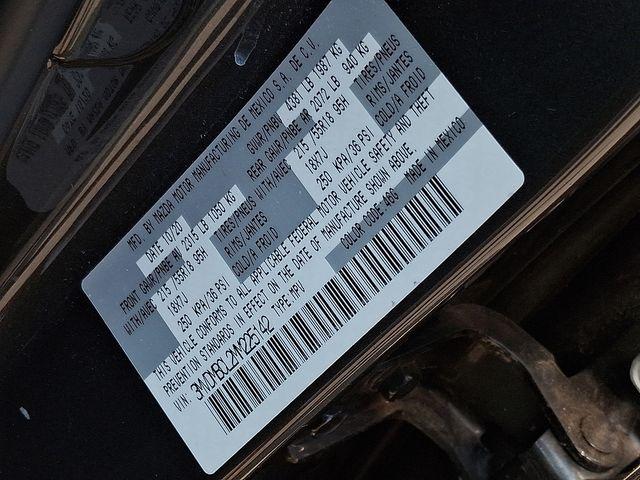 MFD. BY MAZDA MOTOR MANUFACTURING DE MEXICO S.A. DE C.V.
DATE 10/20 GVWR/PNBV 4387 LB 1987 KG
FRONT GAWR/PNBE AV 2343 LB 1060 KG REAR GAWR/PNBE AR 2072 LB 940 KG
WITH/AVEC 215 /55R18 95H TIRES/PNEUS WITH/AVEC 215 /55R18 95H TIRES/PNEUS
18X7J RIMS/JANTES 18X7J RIMS/JANTES
250 KPA/36 PSI COLD/A FROID 250 KPA/36 PSI COLD/A FROID
THIS VEHICLE CONFORMS TO ALL APPLICABLE FEDERAL MOTOR VEHICLE SAFETY AND THEFT
PREVENTION STANDARDS IN EFFECT ON THE DATE OF MANUFACTURE SHOWN ABOVE.
TYPE MPV COLOR CODE 46G MADE IN MEXICO
VIN: